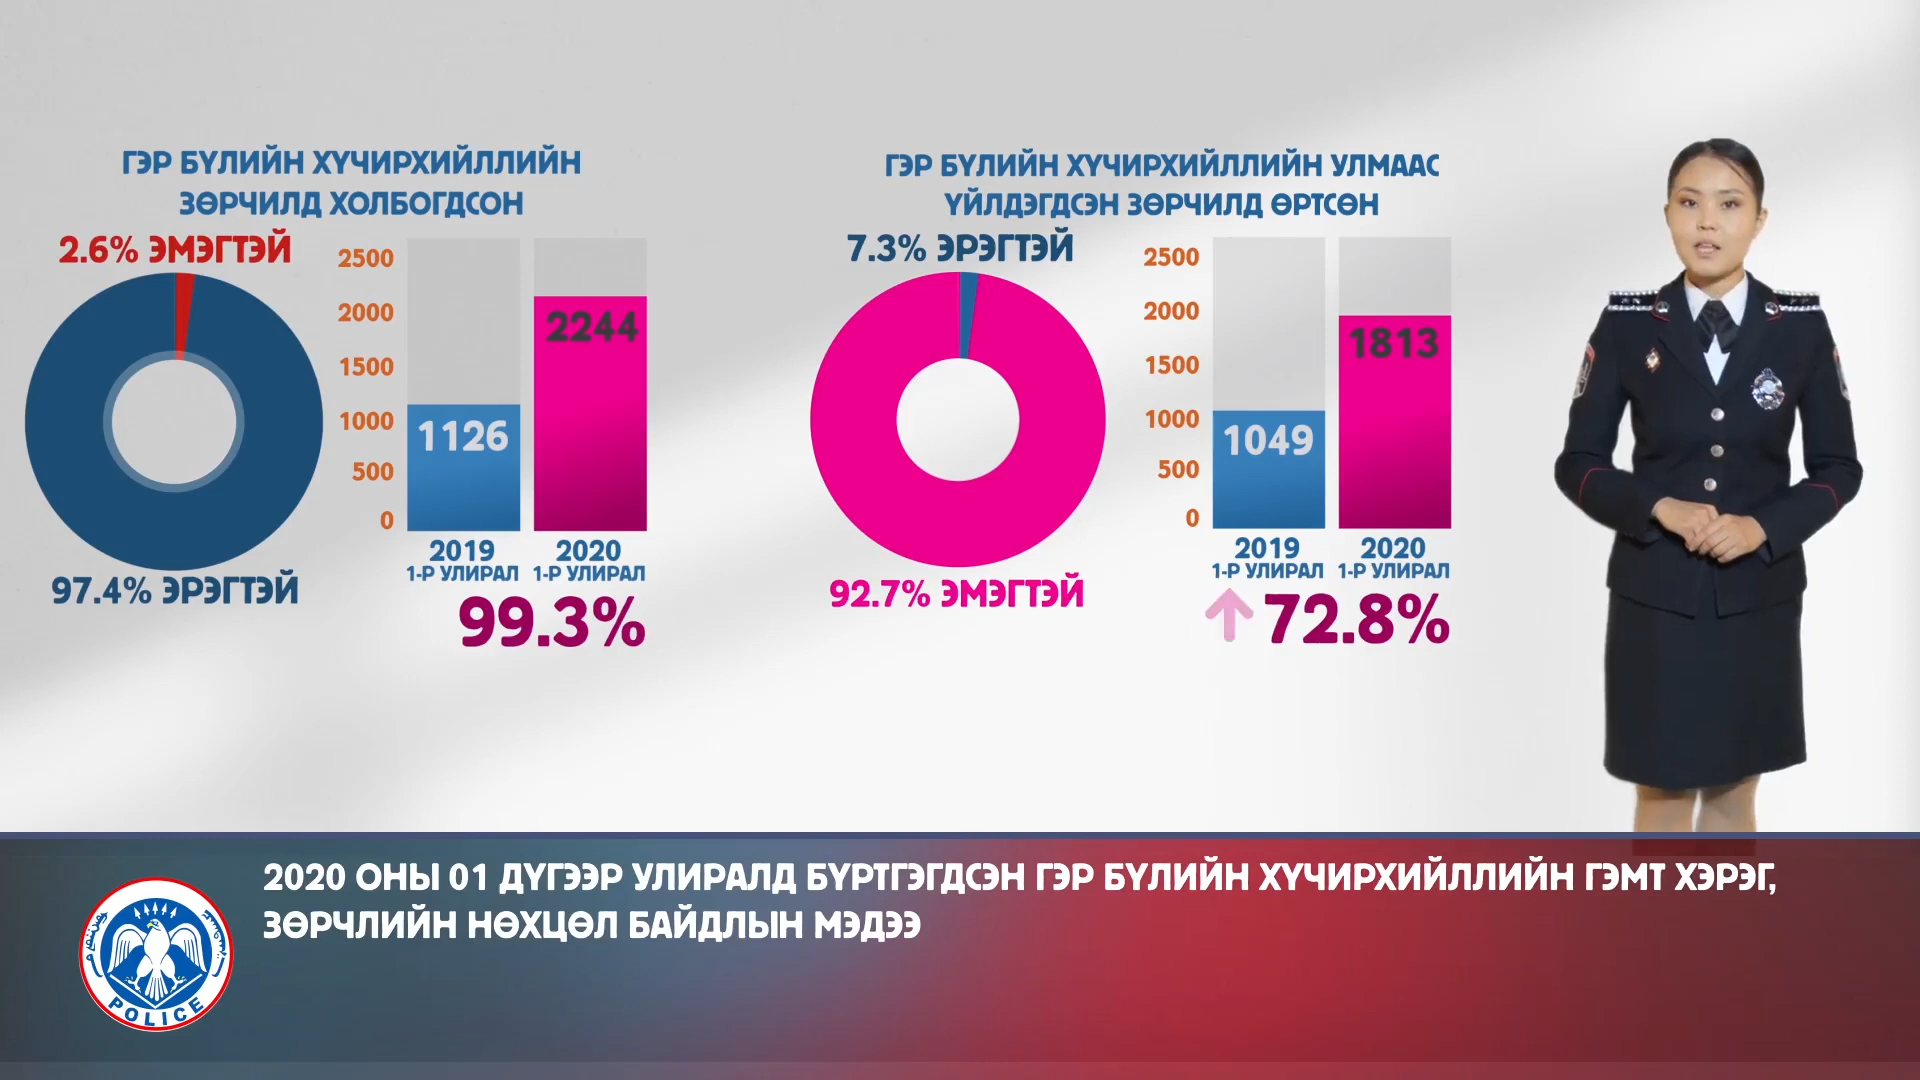 ГЭР БҮЛИЙН ХҮЧИРХИЙЛЛИЙН
ЗӨРЧИЛД ХОЛБОГДСОН
2.6% ЭМЭГТЭЙ
97.4% ЭРЭГТЭЙ
2500
2000
1500
1000
500
0
1126
2244
2019
1-Р УЛИРАЛ
2020
1-Р УЛИРАЛ
99.3%
ГЭР БҮЛИЙН ХҮЧИРХИЙЛЛИЙН УЛМААС
ҮЙЛДЭГДСЭН ЗӨРЧИЛД ӨРТСӨН
7.3% ЭРЭГТЭЙ
92.7% ЭМЭГТЭЙ
2500
2000
1500
1000
500
0
1049
1813
2019
1-Р УЛИРАЛ
2020
1-Р УЛИРАЛ
72.8%
2020 ОНЫ 01 ДҮГЭЭР УЛИРАЛД БҮРТГЭГДСЭН ГЭР БҮЛИЙН ХҮЧИРХИЙЛЛИЙН ГЭМТ ХЭРЭГ,
ЗӨРЧЛИЙН НӨХЦӨЛ БАЙДЛЫН МЭДЭЭ
POLICE